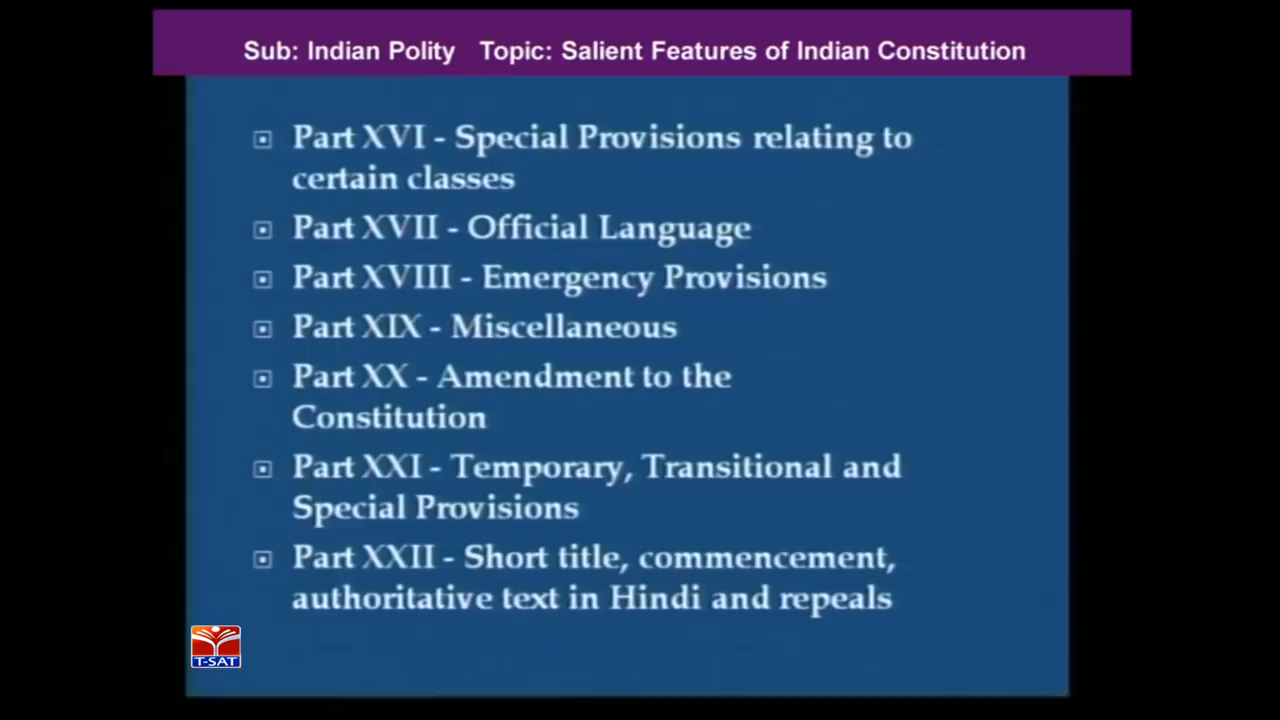 Sub: Indian Polity Topic: Salient Features of Indian Constitution
Part XVI - Special Provisions relating to
certain classes
Part XVII - Official Language
Part XVIII - Emergency Provisions
Part XIX - Miscellaneous
Part XX - Amendment to the
Constitution
Part XXI - Temporary, Transitional and
Special Provisions
Part XXII - Short title, commencement,
authoritative text in Hindi and repeals
T-SAT